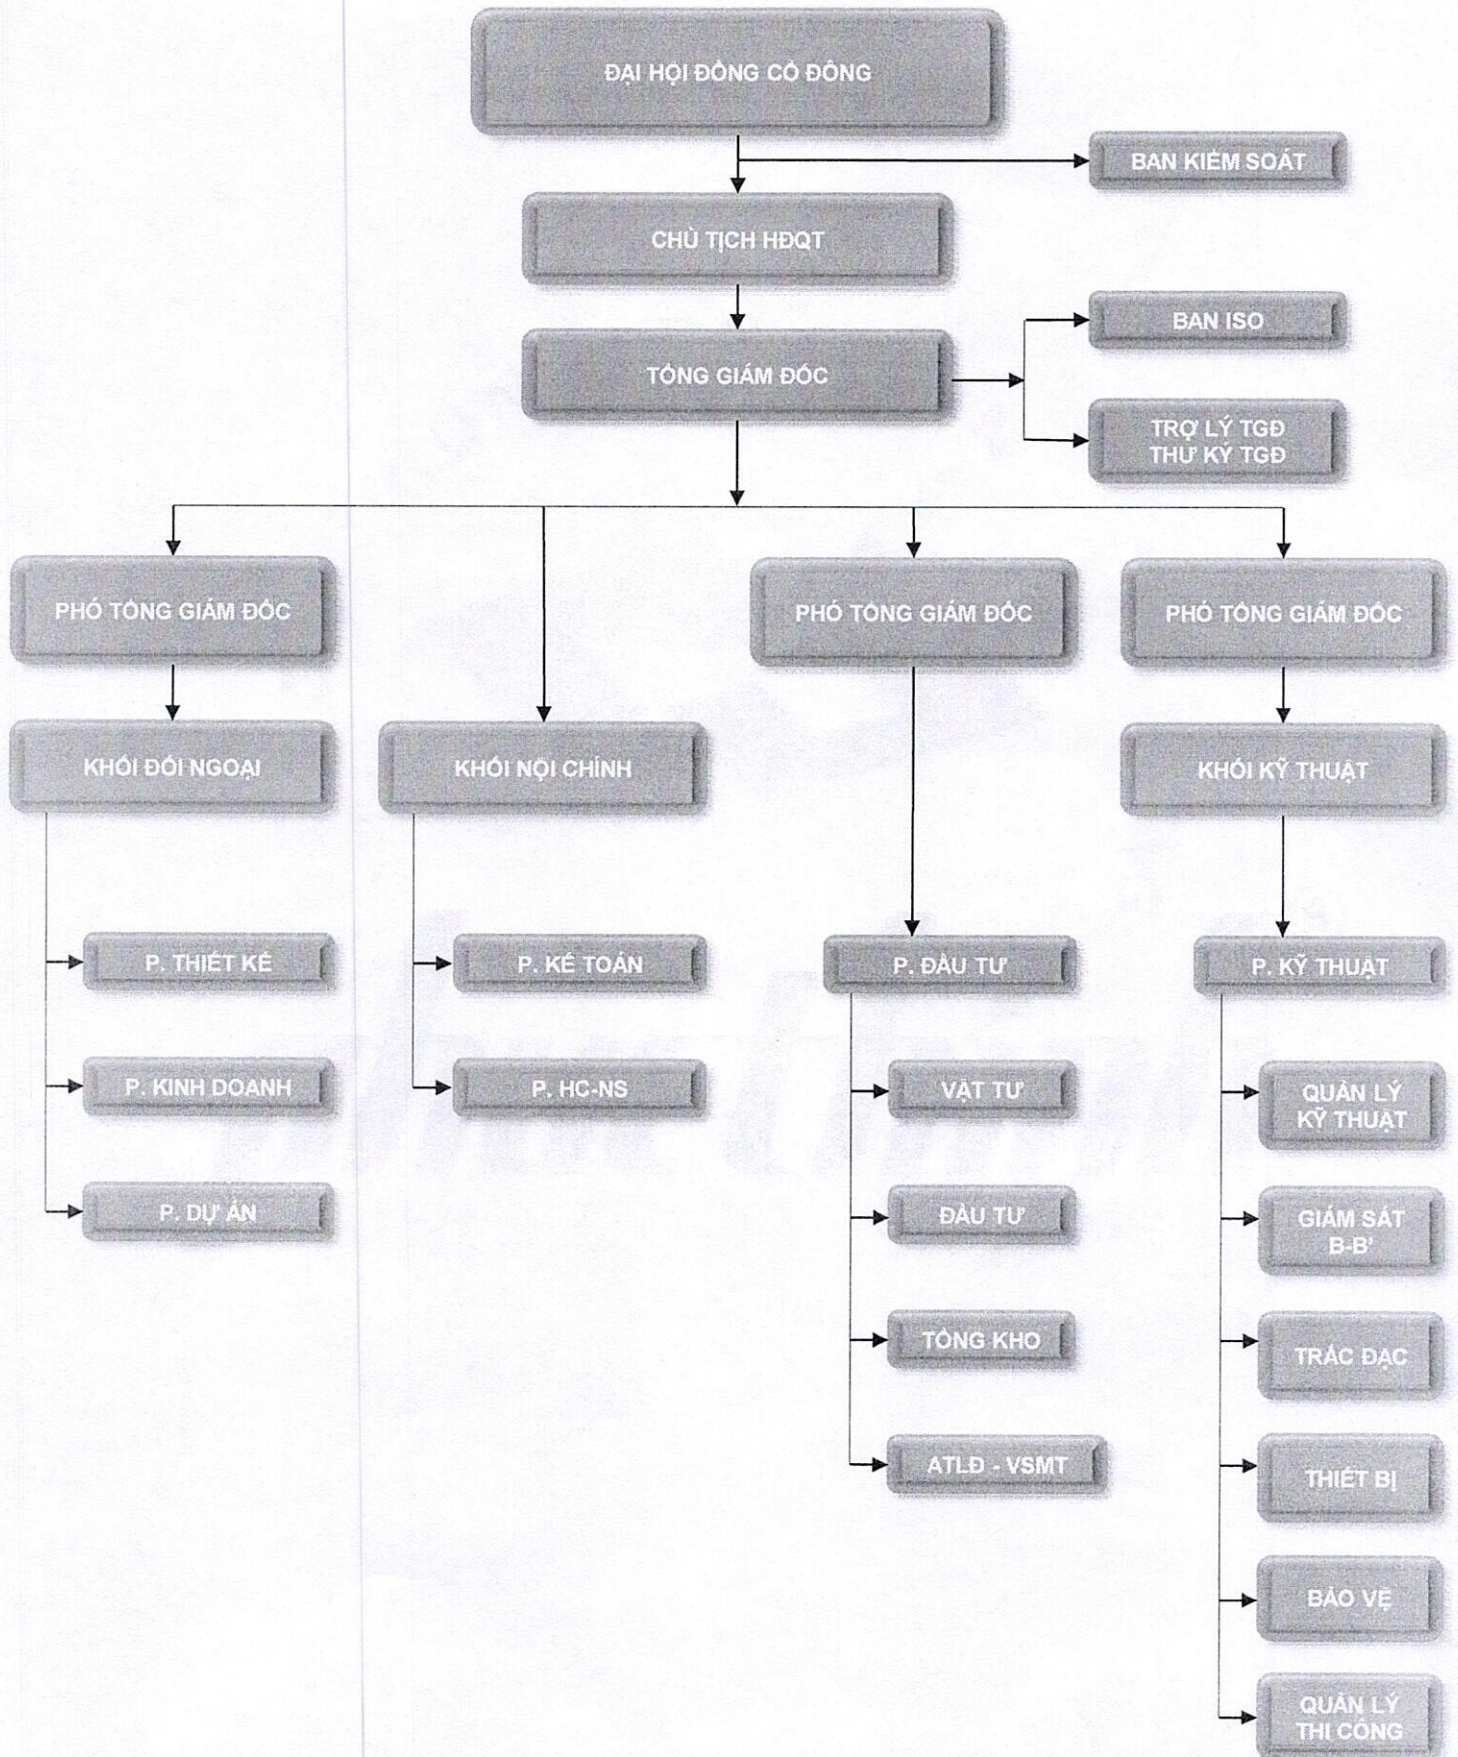 ĐẠI HỘI ĐỒNG CỔ ĐÔNG
BAN KIỂM SOÁT
CHỦ TỊCH HĐQT
BAN ISO
TỔNG GIÁM ĐỐC
TRỢ LÝ TGĐ
THƯ KÝ TGĐ
PHÓ TỔNG GIÁM ĐỐC
PHÓ TỔNG GIÁM ĐỐC
PHÓ TỔNG GIÁM ĐỐC
KHỐI ĐỐI NGOẠI
KHỐI NỘI CHÍNH
KHỐI KỸ THUẬT
P. THIẾT KẾ
P. KẾ TOÁN
P. ĐẦU TƯ
P. KỸ THUẬT
P. KINH DOANH
P. HC-NS
VẬT TƯ
QUẢN LÝ
KỸ THUẬT
P. DỰ ÁN
ĐẦU TƯ
GIÁM SÁT
B-B'
TỔNG KHO
TRẮC ĐẠC
ATLĐ - VSMT
THIẾT BỊ
BẢO VỆ
QUẢN LÝ
THI CÔNG